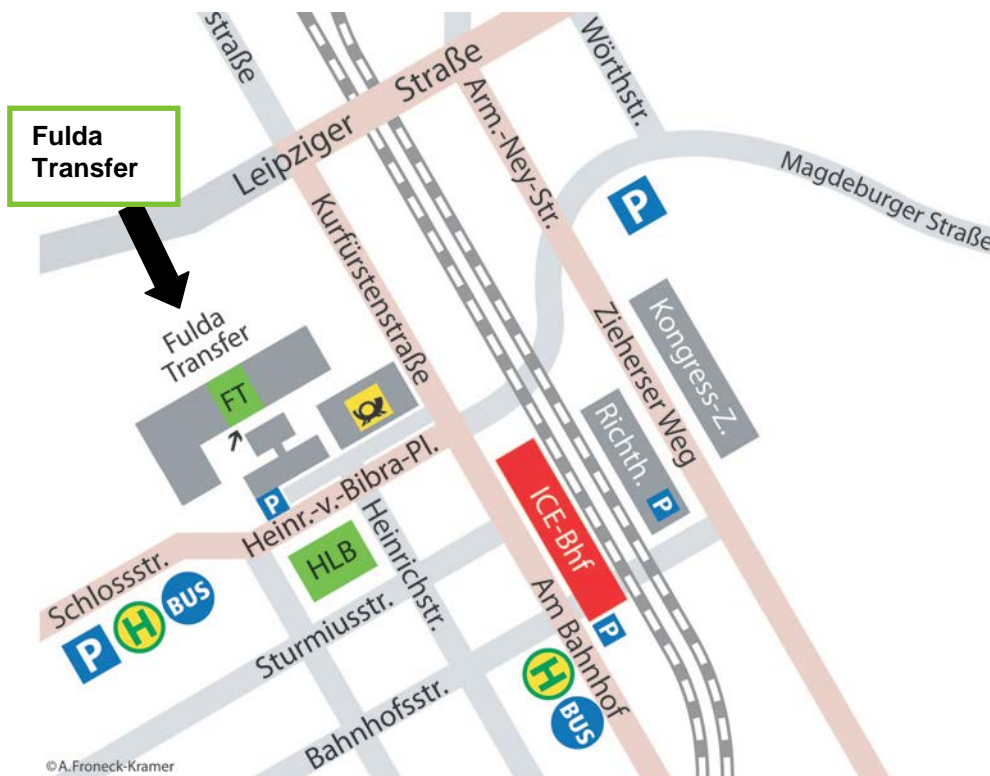 straße
Leipziger Straße
Wörthstr.
Arm.-Ney-Str.
Fulda
Transfer
Magdeburger Straße
P
Kurfürstenstraße
Fulda
Transfer
FT
Zieherser Weg
Kongress-Z.
Richth.
P
ICE-Bhf
Heinr.-v.-Bibra-Pl.
P
HLB
Heinrichstr.
Schlossstr.
P
H
BUS
Sturmiusstr.
Am Bahnhof
P
H
BUS
Bahnhofsstr.
©A.Froneck-Kramer